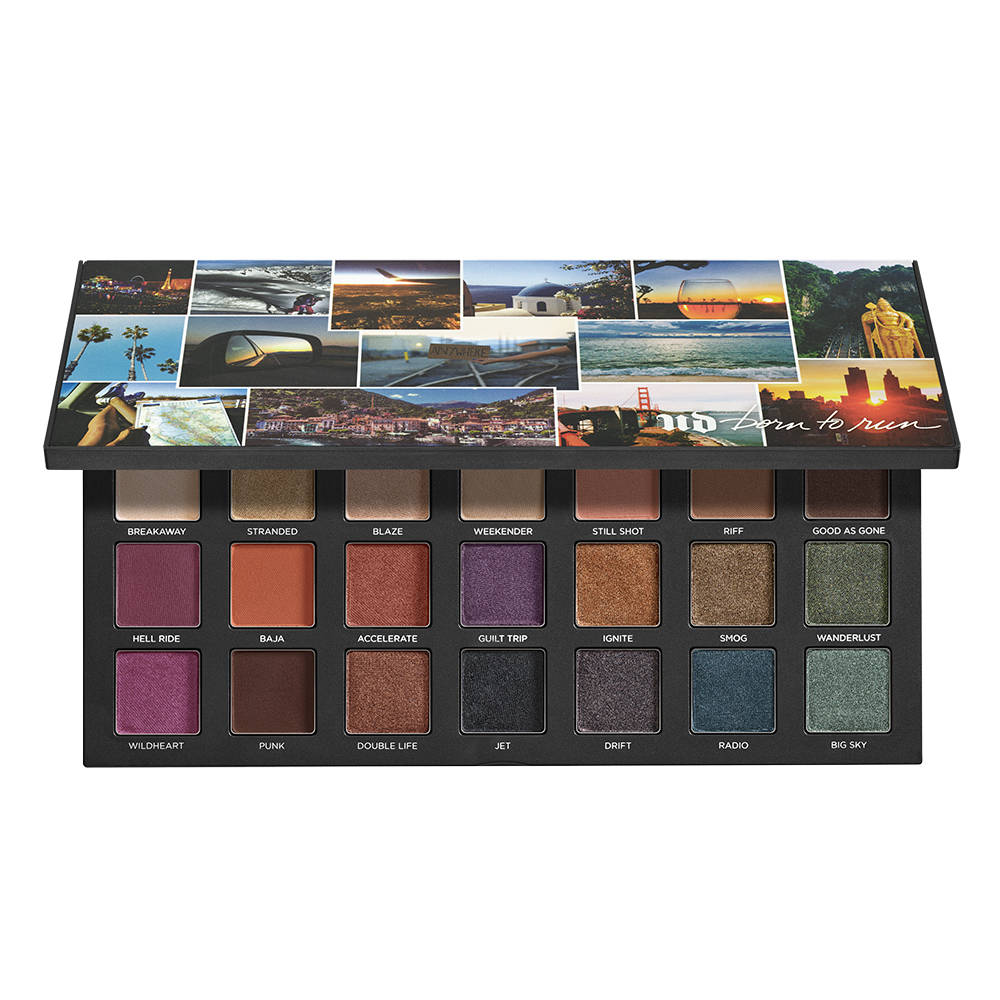 ANYWHERE
ud born to run
BREAKAWAY STRANDED BLAZE WEEKENDER STILL SHOT RIFF GOOD AS GONE
HELL RIDE BAJA ACCELERATE GUILT TRIP IGNITE SMOG WANDERLUST
WILDHEART PUNK DOUBLE LIFE JET DRIFT RADIO BIG SKY